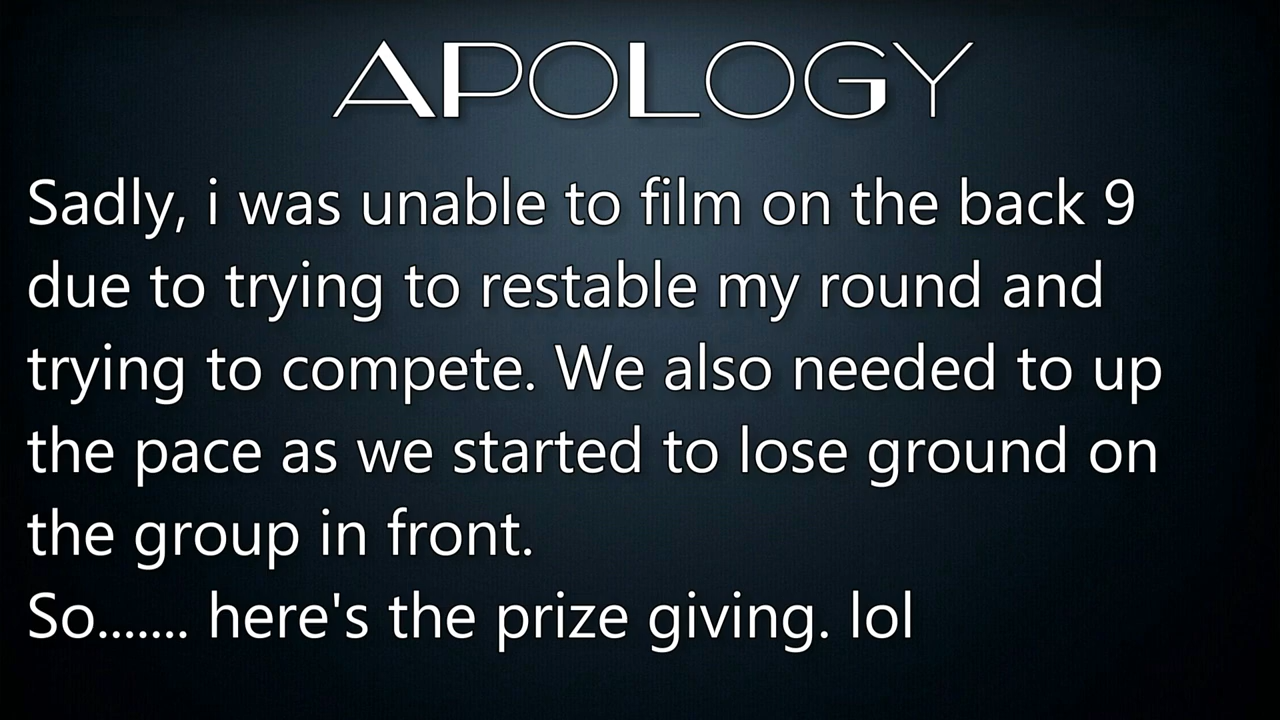 APOLOGY
Sadly, i was unable to film on the back 9
due to trying to restable my round and
trying to compete. We also needed to up
the pace as we started to lose ground on
the group in front.
So....... here's the prize giving. lol